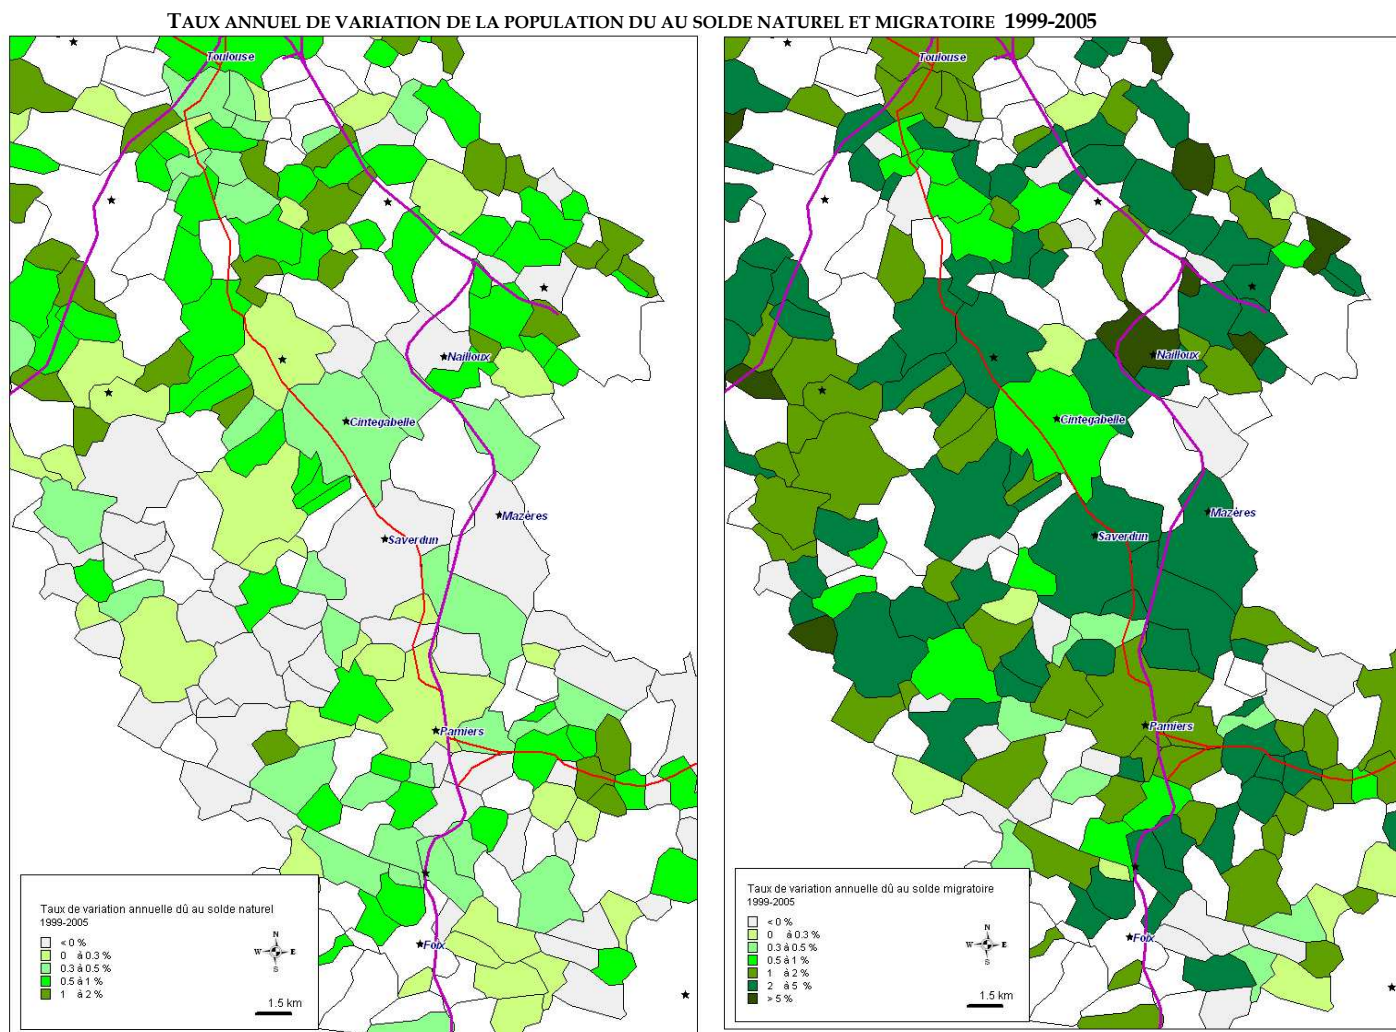 TAUX ANNUEL DE VARIATION DE LA POPULATION DU AU SOLDE NATUREL ET MIGRATOIRE 1999-2005
Toulouse
Nailloux
Cintegabelle
Mazères
Saverdun
Pamiers
Foix
Taux de variation annuelle dû au solde naturel
1999-2005
< 0 %
0 à 0.3 %
0.3 à 0.5 %
0.5 à 1 %
1 à 2 %
N
W E
S
1.5 km
Toulouse
Nailloux
Cintegabelle
Mazères
Saverdun
Pamiers
Foix
Taux de variation annuelle dû au solde migratoire
1999-2005
< 0 %
0 à 0.3 %
0.3 à 0.5 %
0.5 à 1 %
1 à 2 %
2 à 5 %
> 5 %
N
W E
S
1.5 km